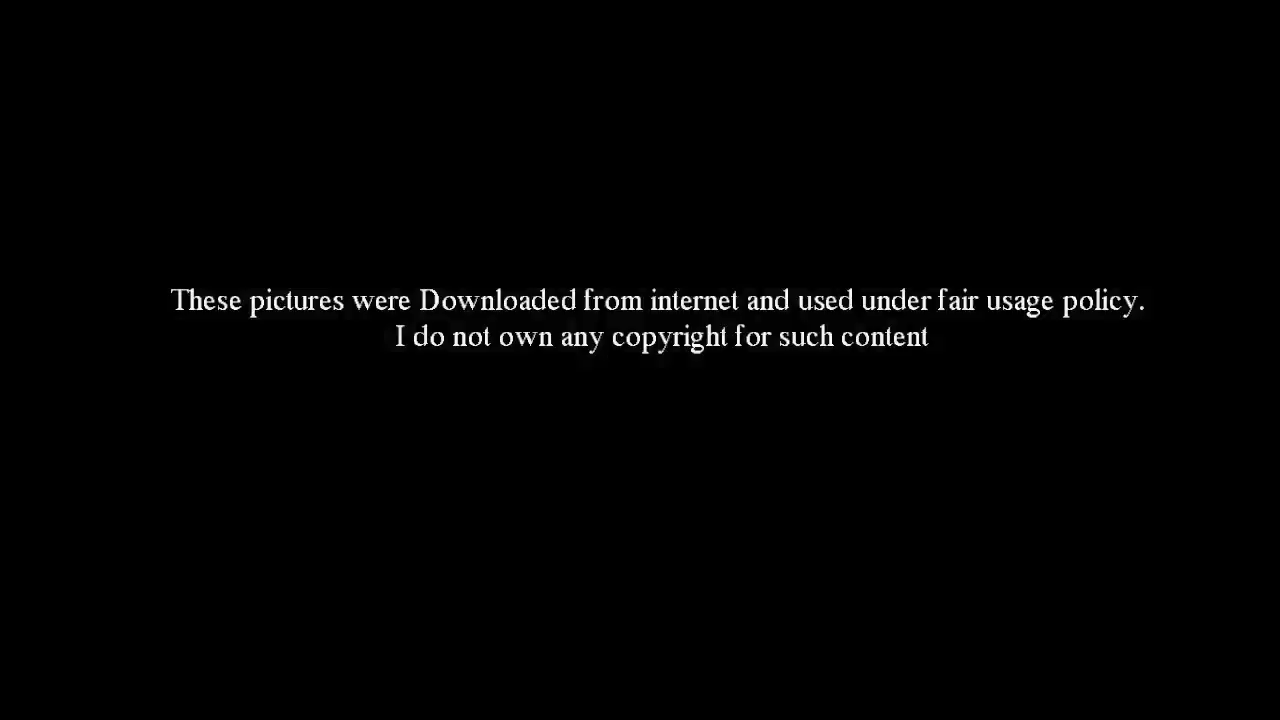 These pictures were Downloaded from internet and used under fair usage policy.
I do not own any copyright for such content